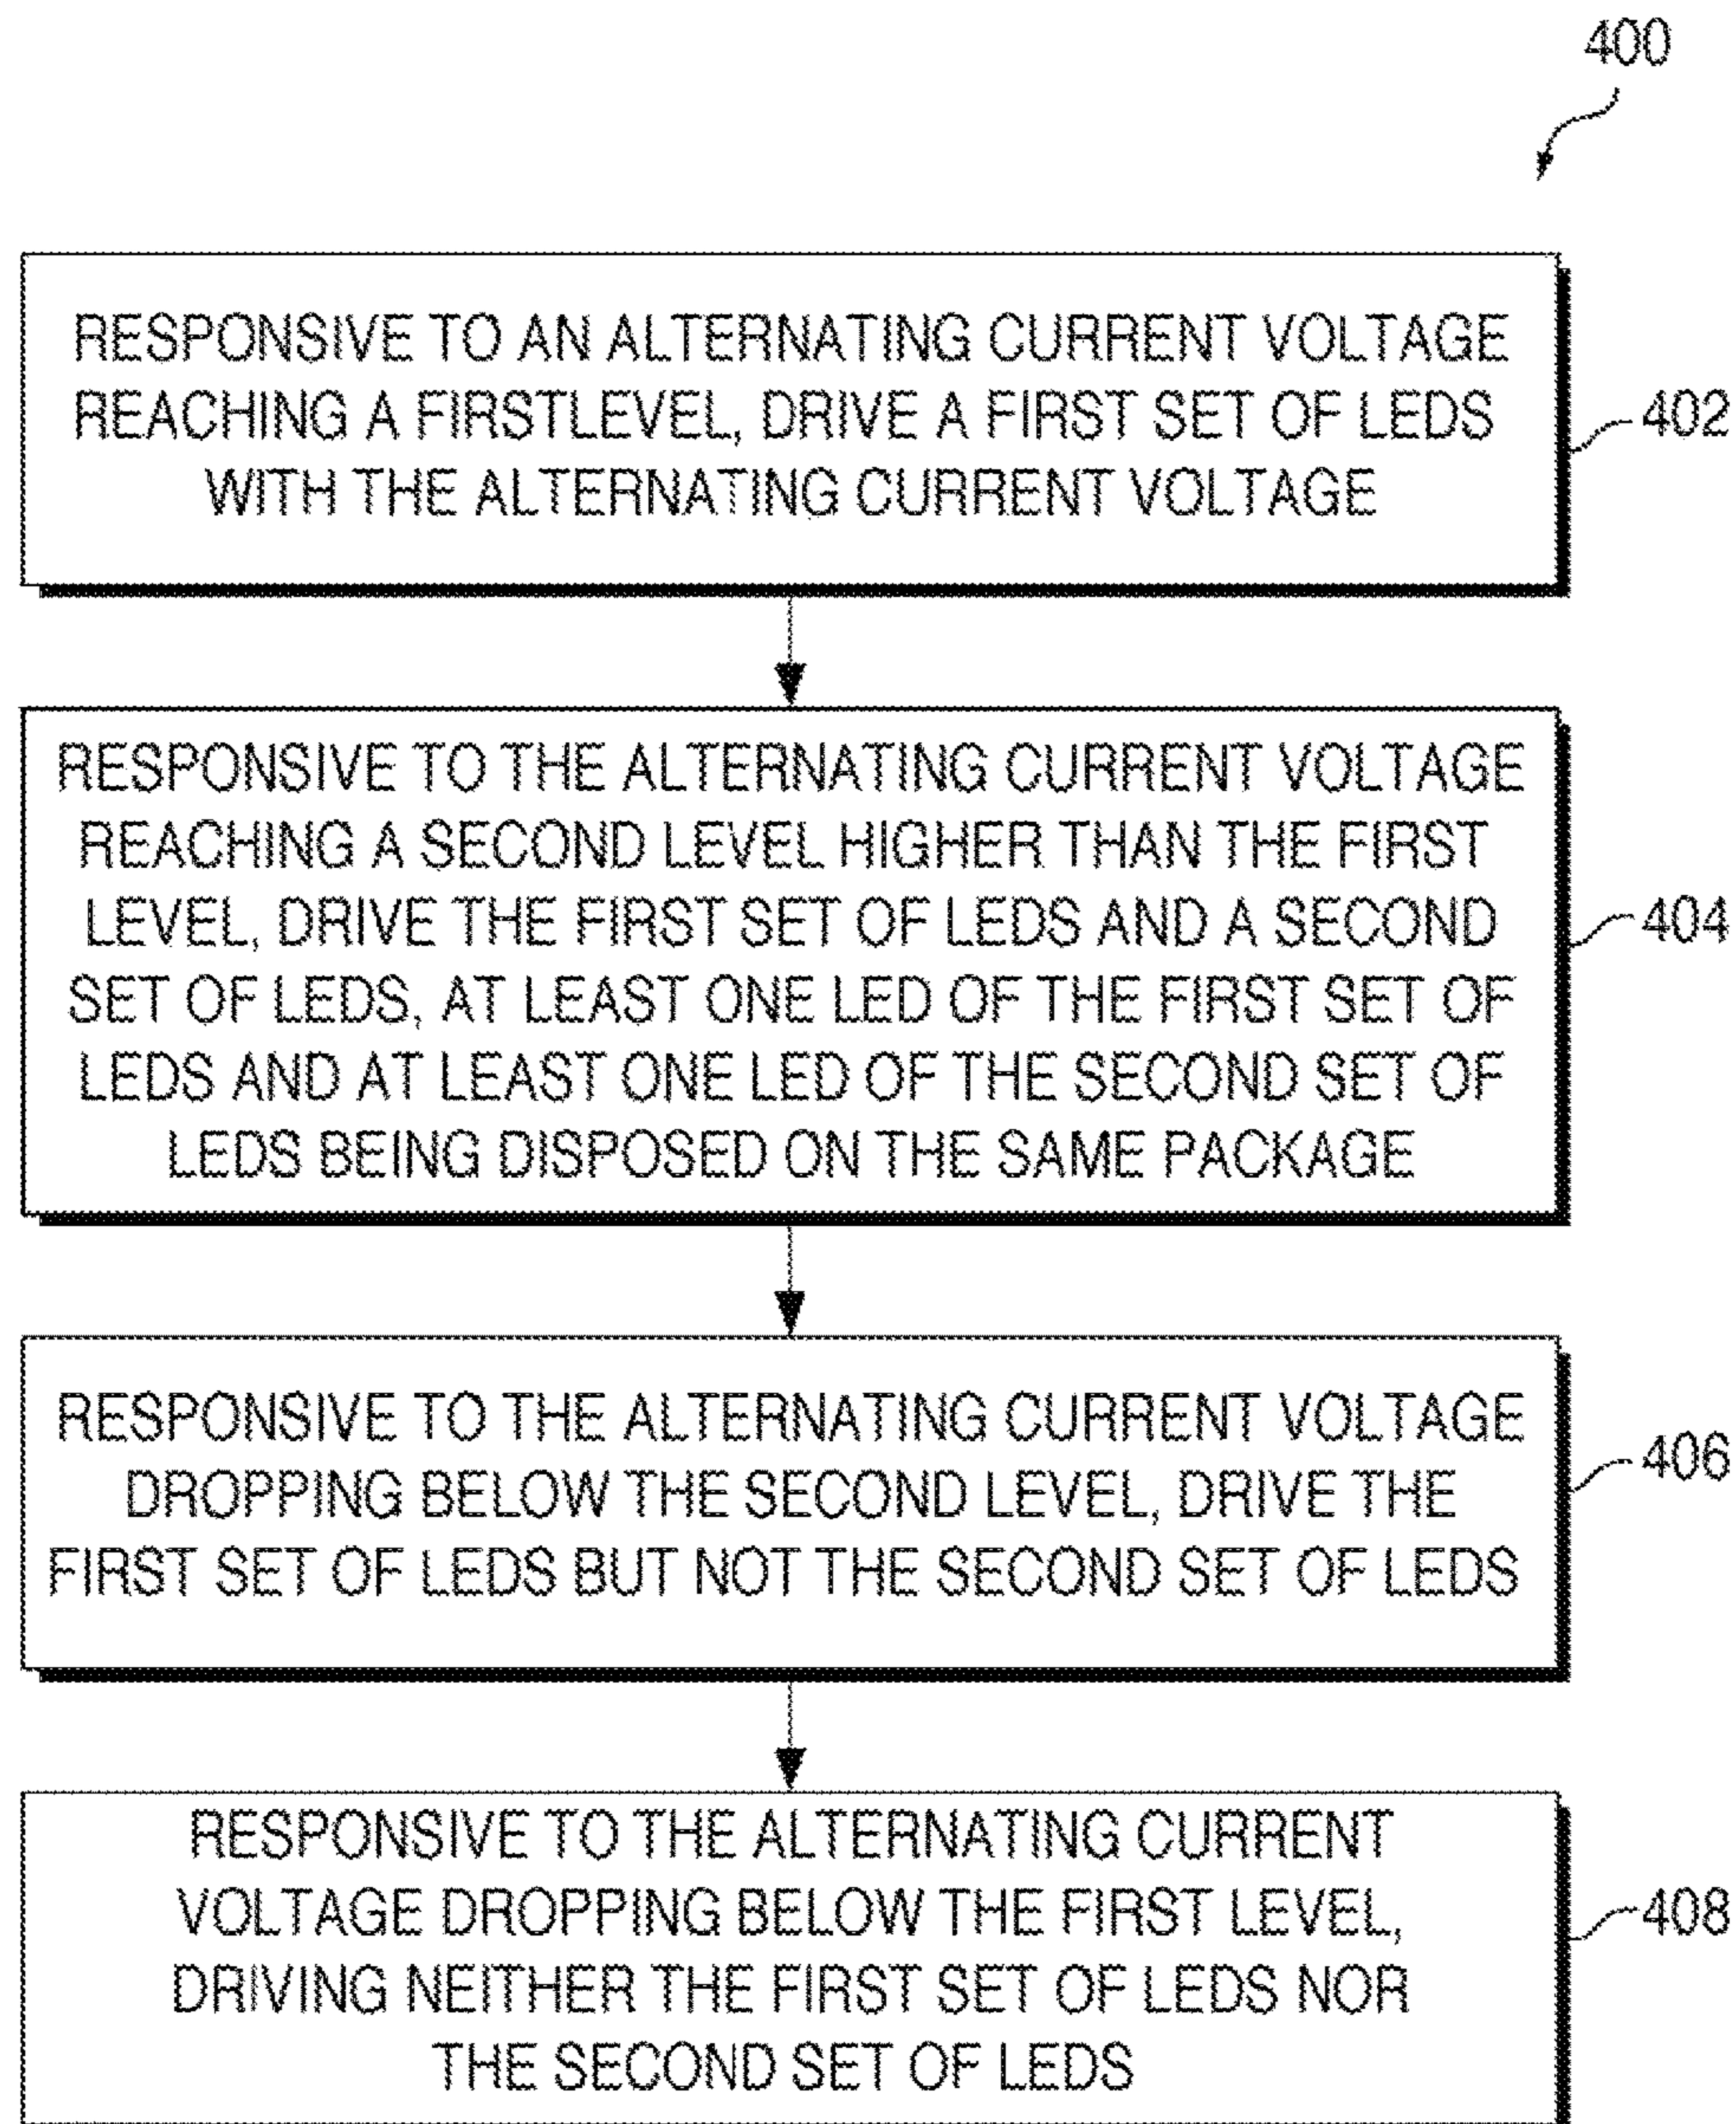 400
RESPONSIVE TO AN ALTERNATING CURRENT VOLTAGE
REACHING A FIRSTLEVEL, DRIVE A FIRST SET OF LEDS
WITH THE ALTERNATING CURRENT VOLTAGE
402
RESPONSIVE TO THE ALTERNATING CURRENT VOLTAGE
REACHING A SECOND LEVEL HIGHER THAN THE FIRST
LEVEL, DRIVE THE FIRST SET OF LEDS AND A SECOND
SET OF LEDS, AT LEAST ONE LED OF THE FIRST SET OF
LEDS AND AT LEAST ONE LED OF THE SECOND SET OF
LEDS BEING DISPOSED ON THE SAME PACKAGE
404
RESPONSIVE TO THE ALTERNATING CURRENT VOLTAGE
DROPPING BELOW THE SECOND LEVEL, DRIVE THE
FIRST SET OF LEDS BUT NOT THE SECOND SET OF LEDS
406
RESPONSIVE TO THE ALTERNATING CURRENT
VOLTAGE DROPPING BELOW THE FIRST LEVEL,
DRIVING NEITHER THE FIRST SET OF LEDS NOR
THE SECOND SET OF LEDS
408